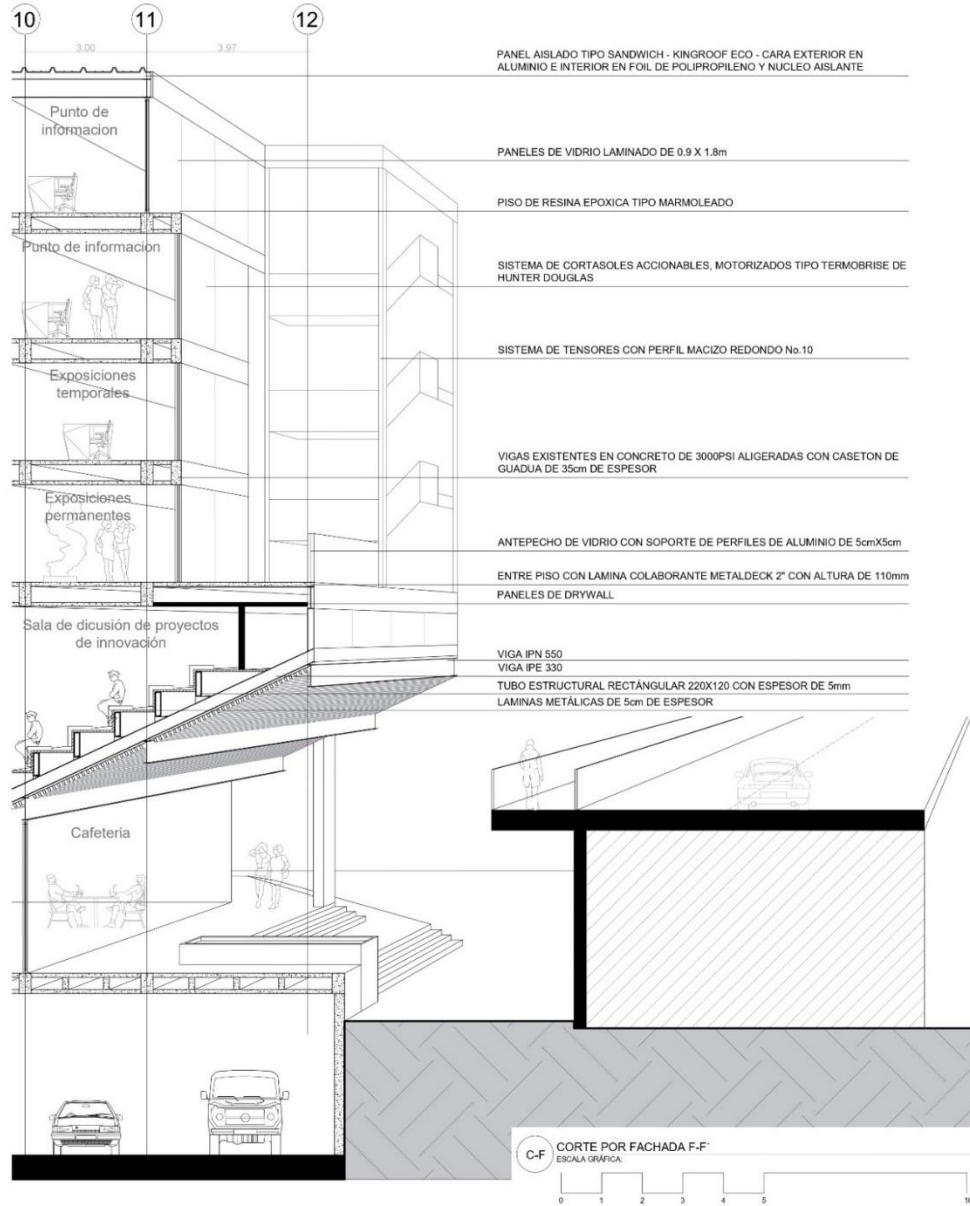 10
11
12
3.00
3.97
PANEL AISLADO TIPO SANDWICH - KINGROOF ECO - CARA EXTERIOR EN
ALUMINIO E INTERIOR EN FOIL DE POLIPROPILENO Y NUCLEO AISLANTE
Punto de
informacion
PANELES DE VIDRIO LAMINADO DE 0.9 X 1.8m
PISO DE RESINA EPOXICA TIPO MARMOLEADO
Punto de informacion
SISTEMA DE CORTASOLES ACCIONABLES, MOTORIZADOS TIPO TERMOBRISE DE
HUNTER DOUGLAS
SISTEMA DE TENSORES CON PERFIL MACIZO REDONDO No.10
Exposiciones
temporales
VIGAS EXISTENTES EN CONCRETO DE 3000PSI ALIGERADAS CON CASETON DE
GUADUA DE 35cm DE ESPESOR
Exposiciones
permanentes
ANTEPECHO DE VIDRIO CON SOPORTE DE PERFILES DE ALUMINIO DE 5cmX5cm
ENTRE PISO CON LAMINA COLABORANTE METALDECK 2" CON ALTURA DE 110mm
PANELES DE DRYWALL
Sala de dicusión de proyectos
de innovación
VIGA IPN 550
VIGA IPE 330
TUBO ESTRUCTURAL RECTÁNGULAR 220X120 CON ESPESOR DE 5mm
LAMINAS METÁLICAS DE 5cm DE ESPESOR
Cafeteria
C-F
CORTE POR FACHADA F-F'
ESCALA GRÁFICA:
0 1 2 3 4 5 10